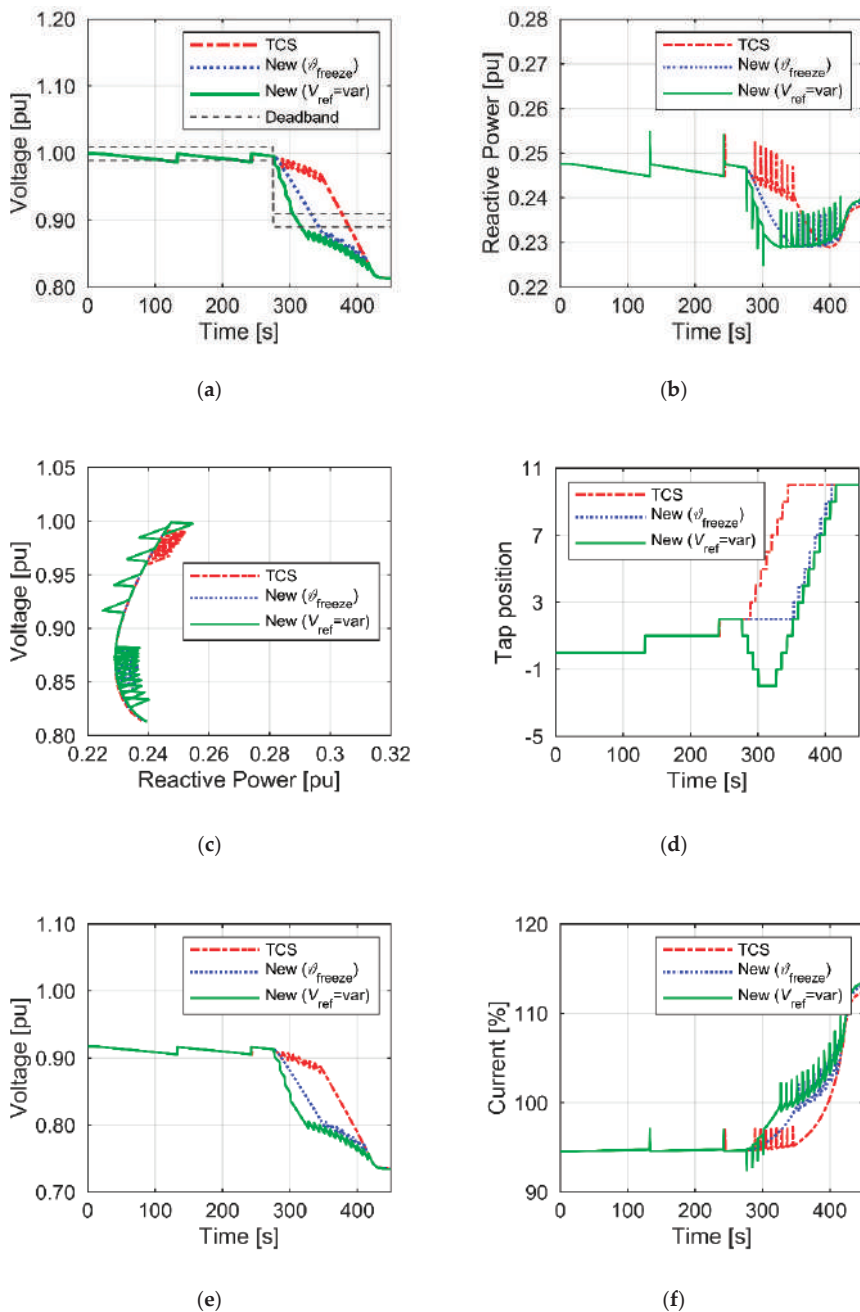 1.20
1.10
1.00
0.90
0.80
Voltage [pu]
0
100
200
300
400
Time [s]
TCS
New (ϑfreeze)
New (Vref=var)
Deadband
(a)
0.28
0.27
0.26
0.25
0.24
0.23
0.22
Reactive Power [pu]
0
100
200
300
400
Time [s]
TCS
New (ϑfreeze)
New (Vref=var)
(b)
1.05
1.00
0.95
0.90
0.85
0.80
Voltage [pu]
0.22
0.24
0.26
0.28
0.3
0.32
Reactive Power [pu]
TCS
New (ϑfreeze)
New (Vref=var)
(c)
11
7
3
-1
-5
Tap position
0
100
200
300
400
Time [s]
TCS
New (ϑfreeze)
New (Vref=var)
(d)
1.10
1.00
0.90
0.80
0.70
Voltage [pu]
0
100
200
300
400
Time [s]
TCS
New (ϑfreeze)
New (Vref=var)
(e)
120
112
104
96
90
Current [%]
0
100
200
300
400
Time [s]
TCS
New (ϑfreeze)
New (Vref=var)
(f)